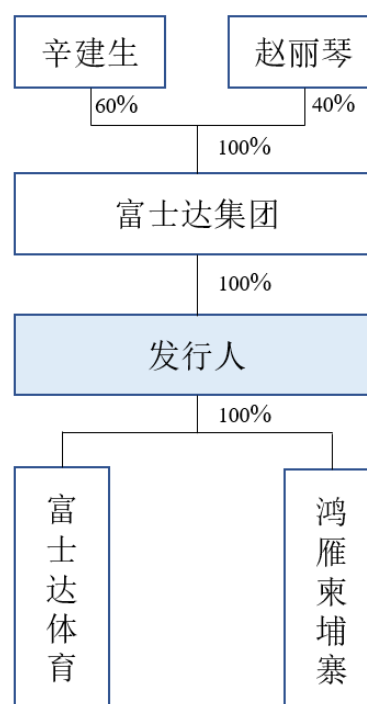 辛建生
赵丽琴
60%
40%
100%
富士达集团
100%
发行人
100%
富士达体育
鸿雁柬埔寨